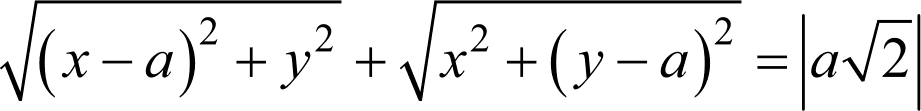 √((x − a)² + y²) + √(x² + (y − a)²) = |a√2|